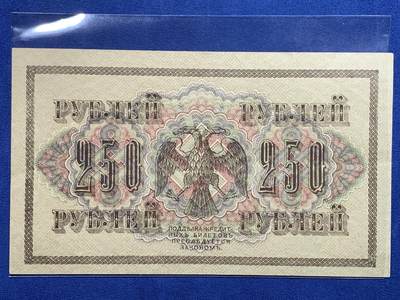 РУБЛЕЙ РУБЛЕЙ
250 250
РУБЛЕЙ РУБЛЕЙ
ПОДДѢЛКА КРЕДИТ-
НЫХЪ БИЛЕТОВЪ
ПРЕСЛѢДУЕТСЯ
ЗАКОНОМЪ.